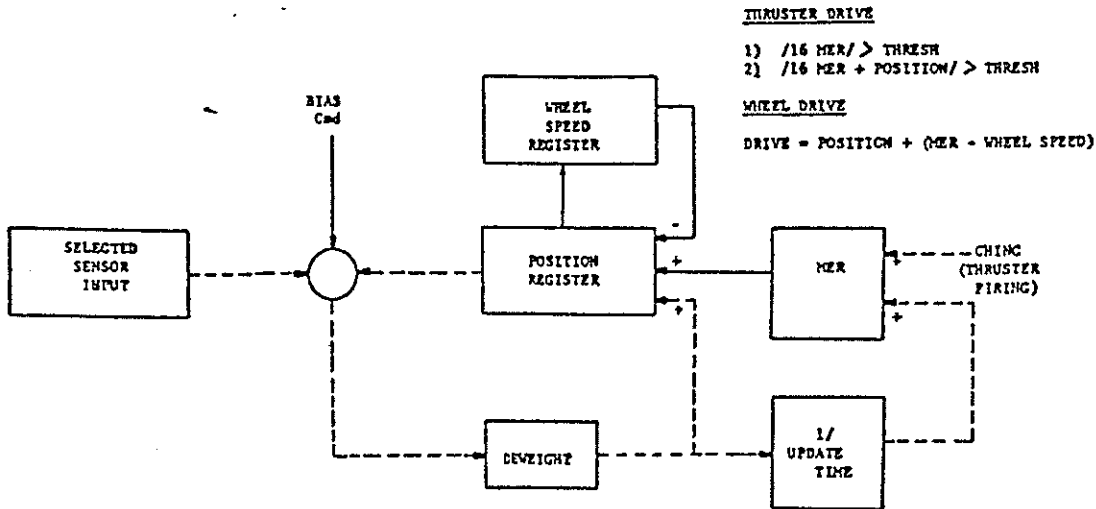 THRUSTER DRIVE
1) /16 MER/ > THRESH
2) /16 MER + POSITION/ > THRESH
WHEEL DRIVE
DRIVE = POSITION + (MER - WHEEL SPEED)
BIAS
Cmd
WHEEL
SPEED
REGISTER
SELECTED
SENSOR
INPUT
POSITION
REGISTER
-
+
+
MER
+
+
CHING
(THRUSTER
FIRING)
DEWEIGHT
1/
UPDATE
TIME